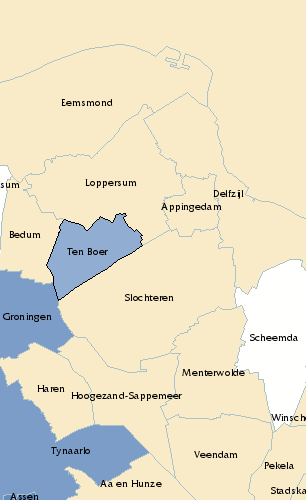 Eemsmond
Loppersum
sum
Delfzijl
Appingedam
Bedum
Ten Boer
Slochteren
Groningen
Scheemda
Menterwolde
Haren
Hoogezand-Sappemeer
Winscho
Tynaarlo
Veendam
Pekela
Aa en Hunze
Stadska
Assen